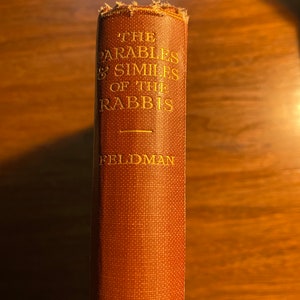 THE
PARABLES
& SIMILES
OF THE
RABBIS
FELDMAN